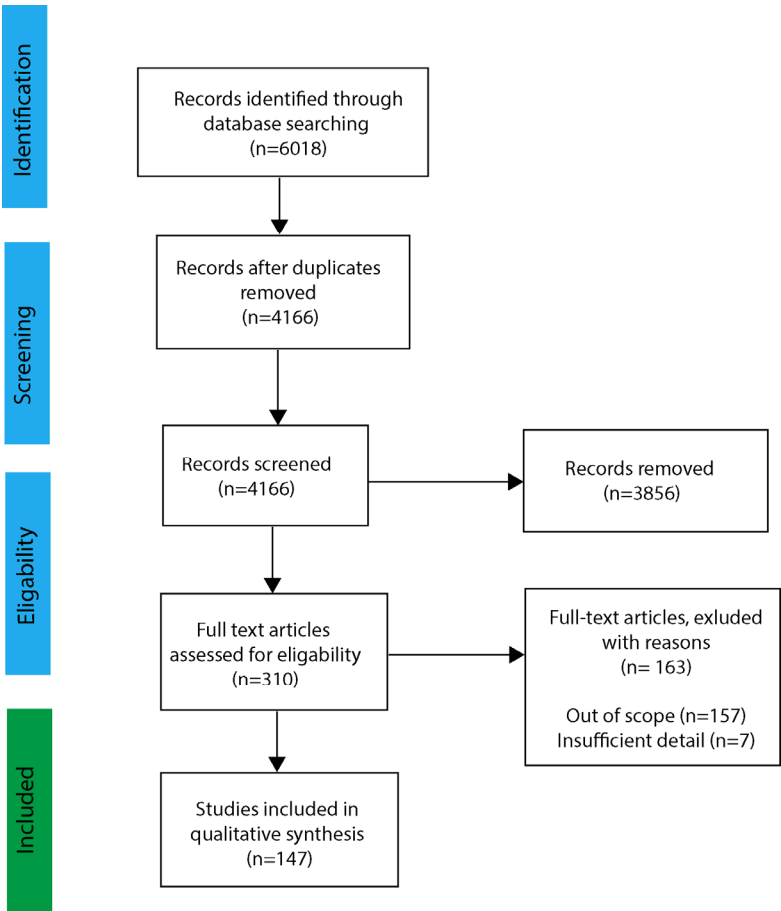 Identification
Records identified through
database searching
(n=6018)
Screening
Records after duplicates
removed
(n=4166)
Records screened
(n=4166)
Records removed
(n=3856)
Eligability
Full text articles
assessed for eligability
(n=310)
Full-text articles, exluded
with reasons
(n= 163)
Out of scope (n=157)
Insufficient detail (n=7)
Included
Studies included in
qualitative synthesis
(n=147)